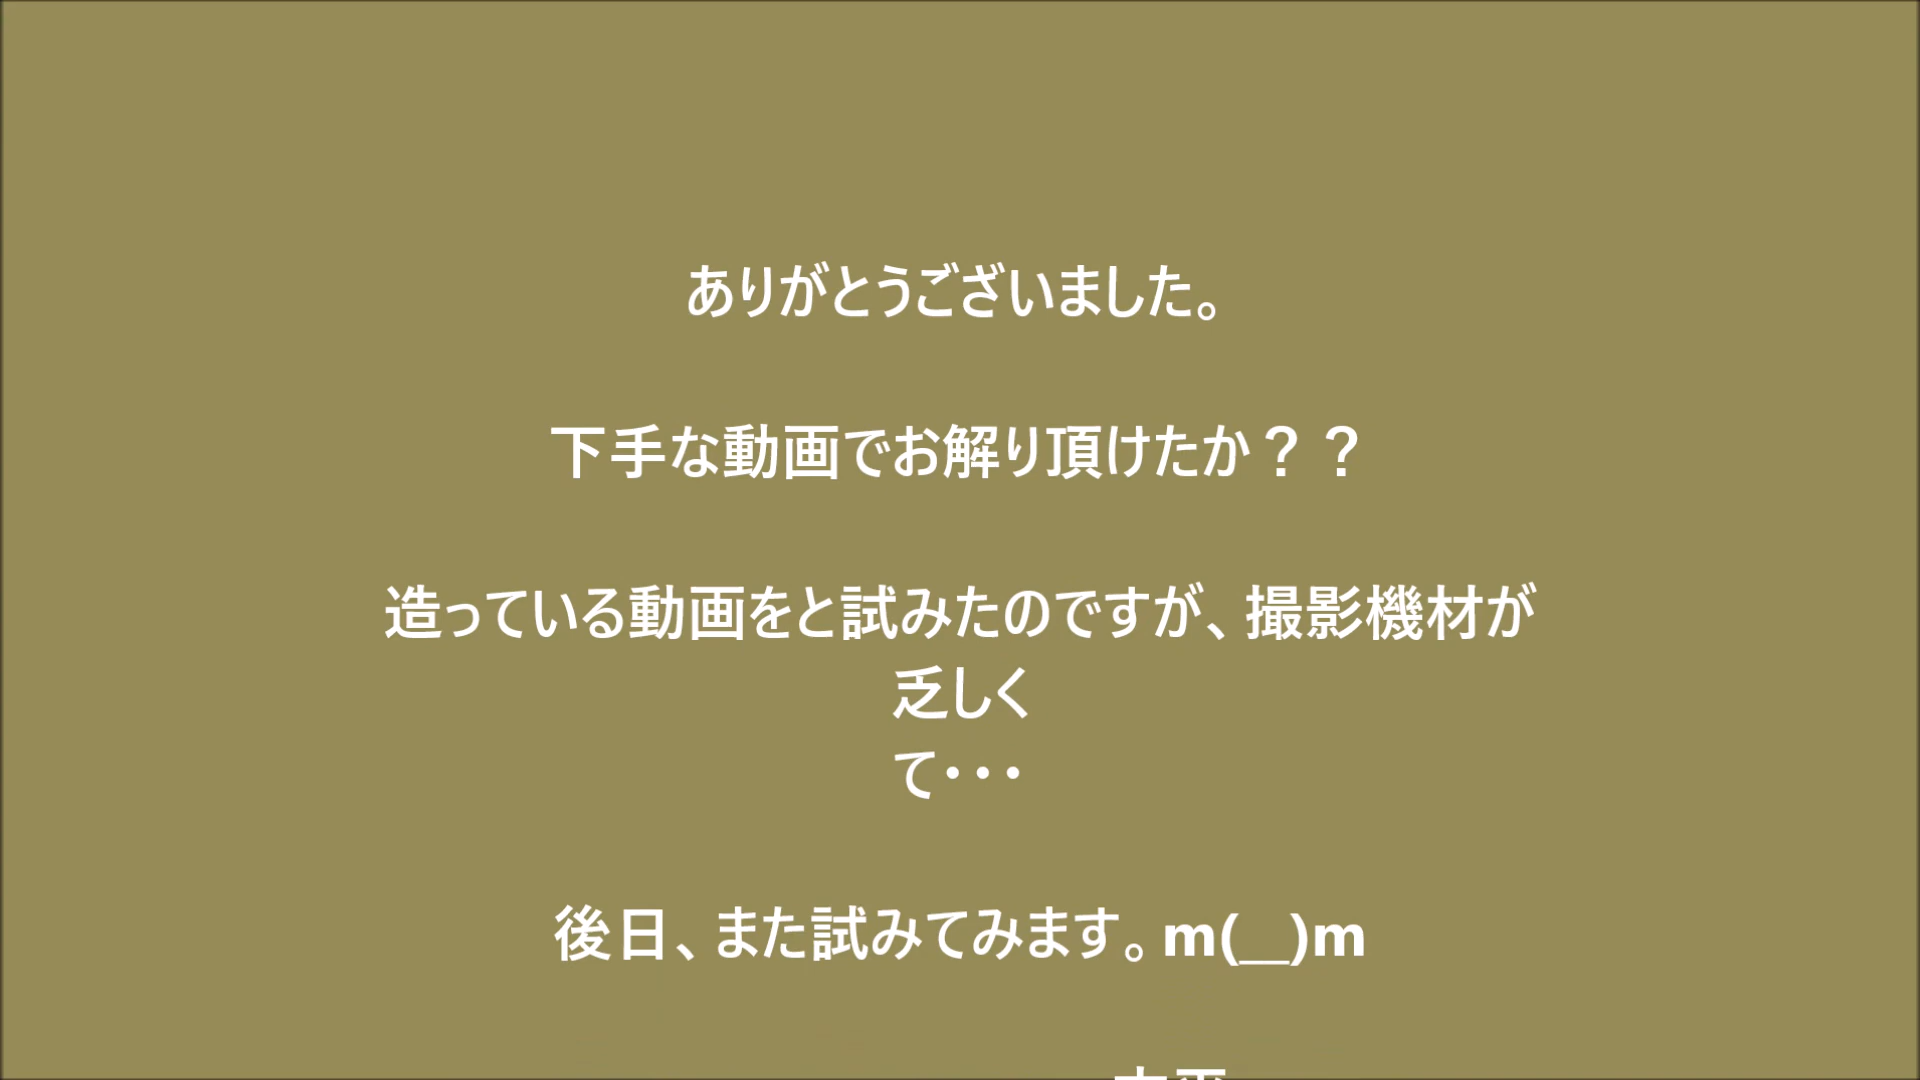 ありがとうございました。
下手な動画でお解り頂けたか？？
造っている動画をと試みたのですが、撮影機材が
乏しく
て・・・
後日、また試みてみます。m(__)m